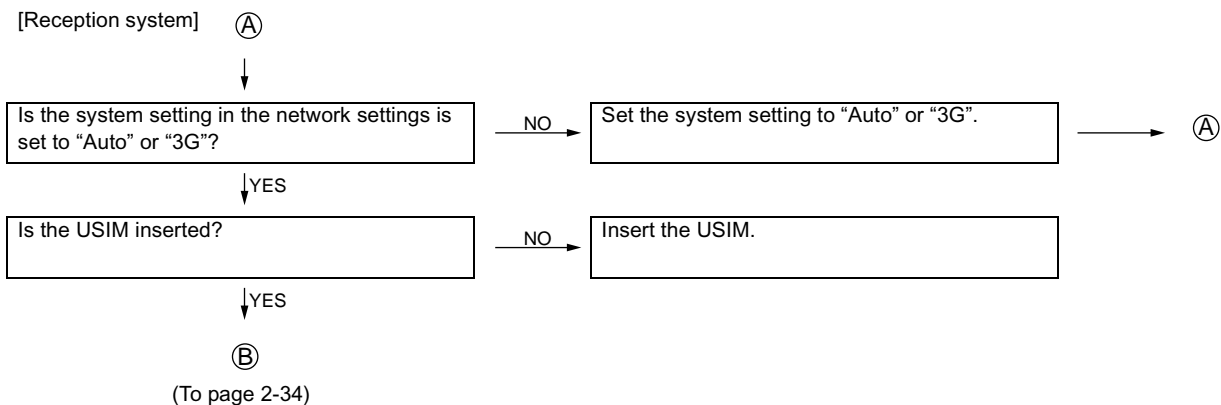 [Reception system] Ⓐ
Is the system setting in the network settings is
set to “Auto” or “3G”?
NO
Set the system setting to “Auto” or “3G”.
Ⓐ
YES
Is the USIM inserted?
NO
Insert the USIM.
YES
Ⓑ
(To page 2-34)